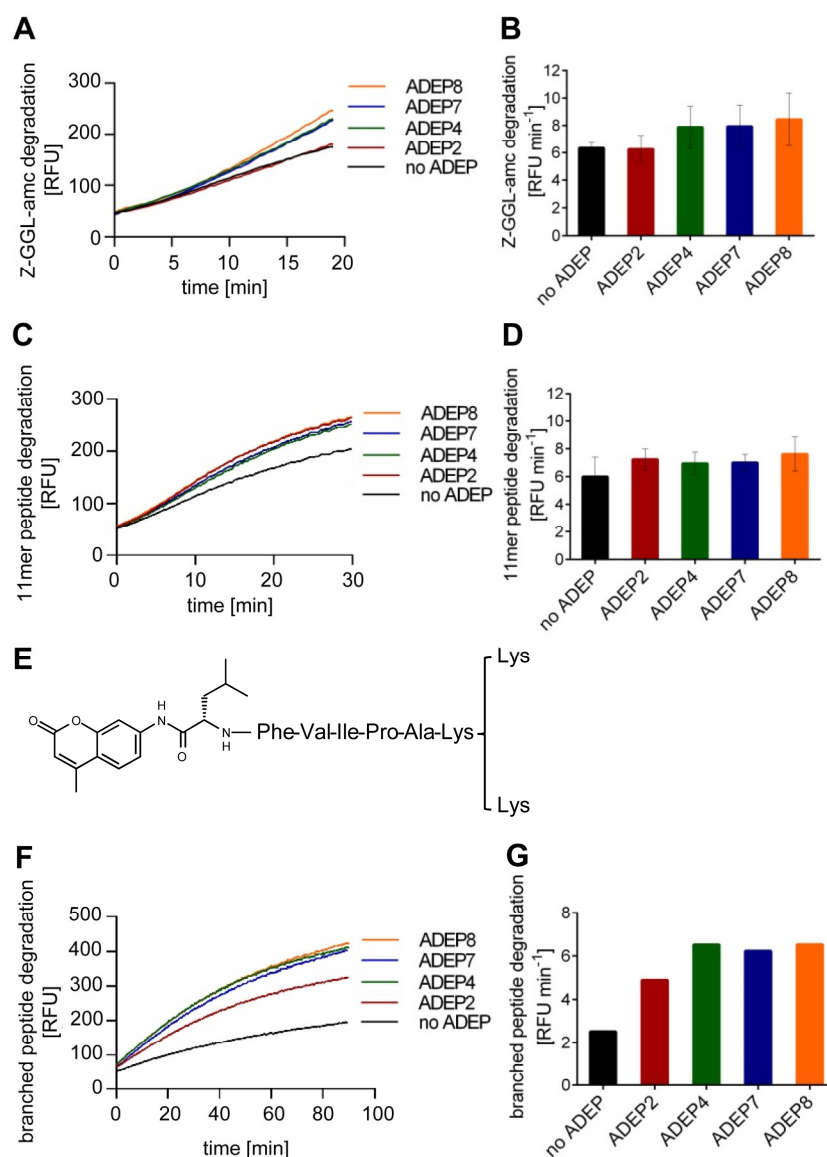 A
Z-GGL-amc degradation
[RFU]
300
200
100
0
0 5 10 15 20
time [min]
ADEP8
ADEP7
ADEP4
ADEP2
no ADEP
B
Z-GGL-amc degradation
[RFU min-1]
12
10
8
6
4
2
0
no ADEP ADEP2 ADEP4 ADEP7 ADEP8
C
11mer peptide degradation
[RFU]
300
200
100
0
0 10 20 30
time [min]
ADEP8
ADEP7
ADEP4
ADEP2
no ADEP
D
11mer peptide degradation
[RFU min-1]
12
10
8
6
4
2
0
no ADEP ADEP2 ADEP4 ADEP7 ADEP8
E
O O H N O N H Phe-Val-Ile-Pro-Ala-Lys
Lys
Lys
F
branched peptide degradation
[RFU]
500
400
300
200
100
0
0 20 40 60 80 100
time [min]
ADEP8
ADEP7
ADEP4
ADEP2
no ADEP
G
branched peptide degradation
[RFU min-1]
8
6
4
2
0
no ADEP ADEP2 ADEP4 ADEP7 ADEP8